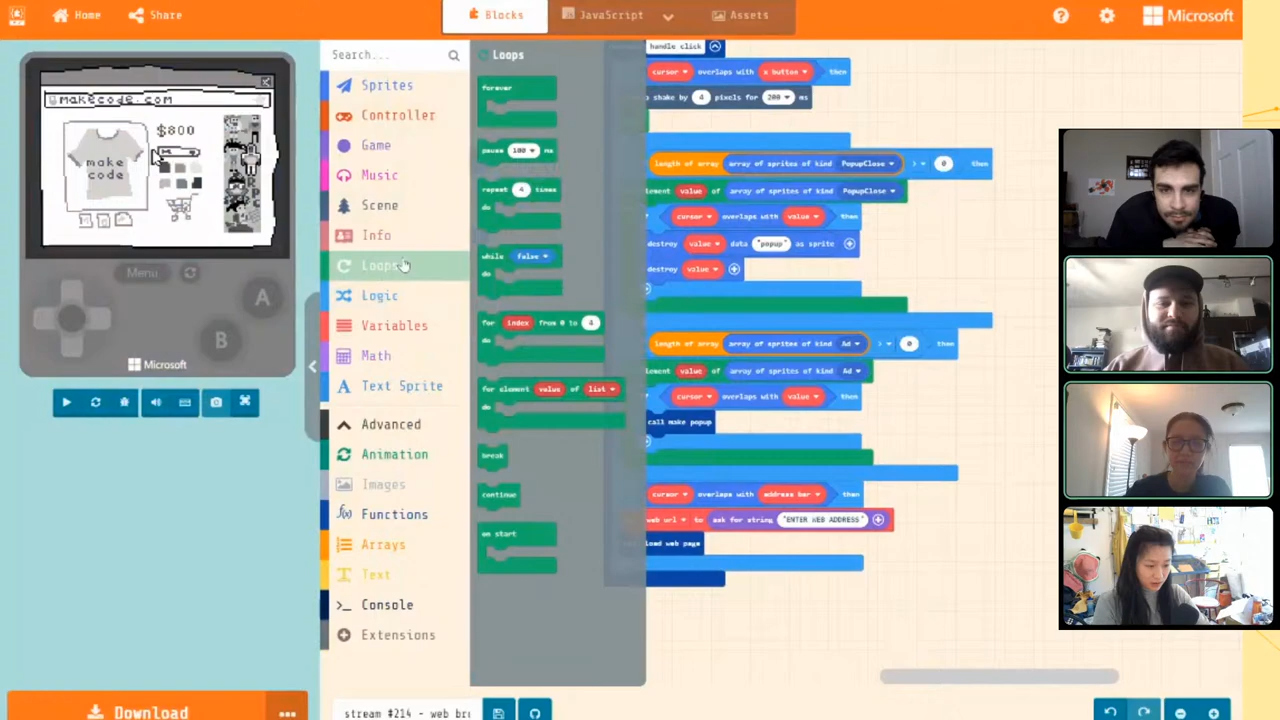 Home
Share
Blocks
JavaScript
Assets
Microsoft
makecode.com
$800
make
code
Menu
A
B
Microsoft
Download
Search...
Sprites
Controller
Game
Music
Scene
Info
Loops
Logic
Variables
Math
Text Sprite
Advanced
Animation
Images
Functions
Arrays
Text
Console
Extensions
Loops
forever
pause 100 ms
repeat 4 times
do
while false
do
for index from 0 to 4
do
for element value of list
do
break
continue
on start
handle click
cursor overlaps with x button then
shake by 4 pixels for 200 ms
length of array array of sprites of kind PopupClose > 0 then
value of array of sprites of kind PopupClose
cursor overlaps with value then
destroy value data "popup" as sprite
destroy value
length of array array of sprites of kind Ad > 0 then
value of array of sprites of kind Ad
cursor overlaps with value then
call make popup
cursor overlaps with address bar then
web url to ask for string "ENTER WEB ADDRESS"
load web page
stream #214 - web bro